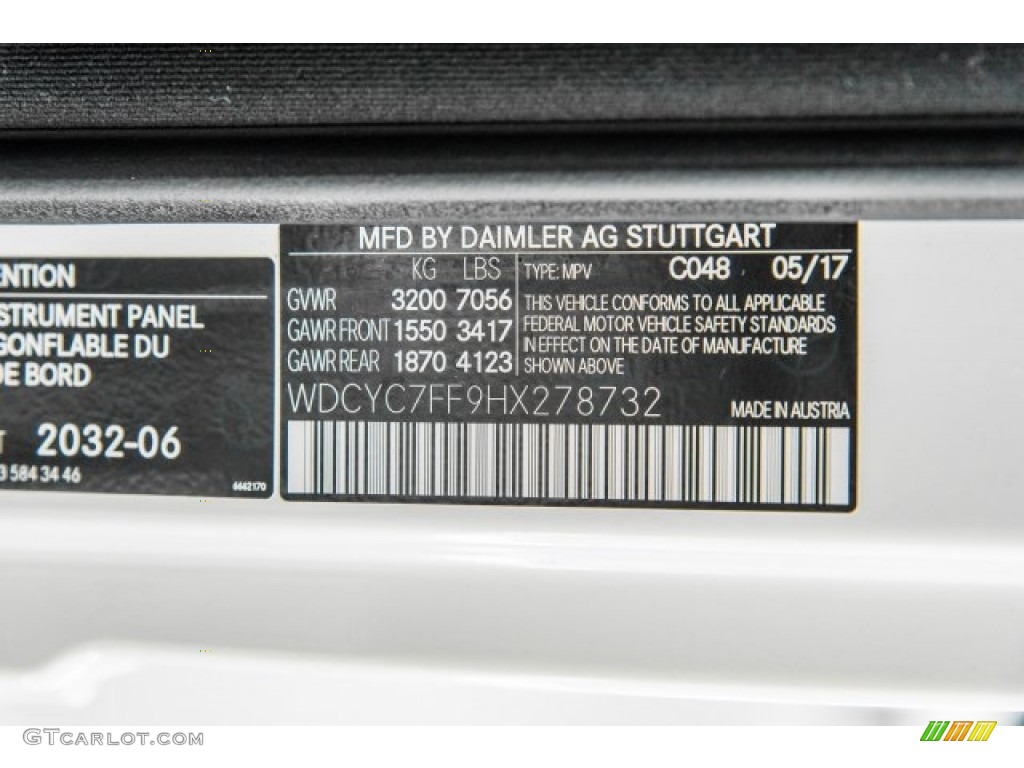 MFD BY DAIMLER AG STUTTGART
KG LBS
GVWR 3200 7056
GAWR FRONT 1550 3417
GAWR REAR 1870 4123
TYPE: MPV C048 05/17
THIS VEHICLE CONFORMS TO ALL APPLICABLE
FEDERAL MOTOR VEHICLE SAFETY STANDARDS
IN EFFECT ON THE DATE OF MANUFACTURE
SHOWN ABOVE
WDCYC7FF9HX278732
MADE IN AUSTRIA
ENTION
STRUMENT PANEL
GONFLABLE DU
DE BORD
T 2032-06
3 584 34 46
6662170
GTCARLOT.COM